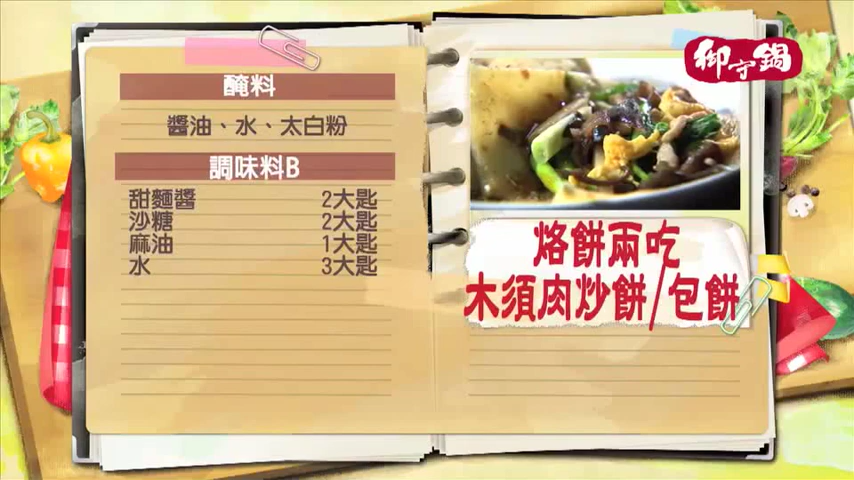 醃料
醬油、水、太白粉
調味料B
甜麵醬 2大匙
沙糖 2大匙
麻油 1大匙
水 3大匙
御守鍋
烙餅兩吃
木須肉炒餅/包餅